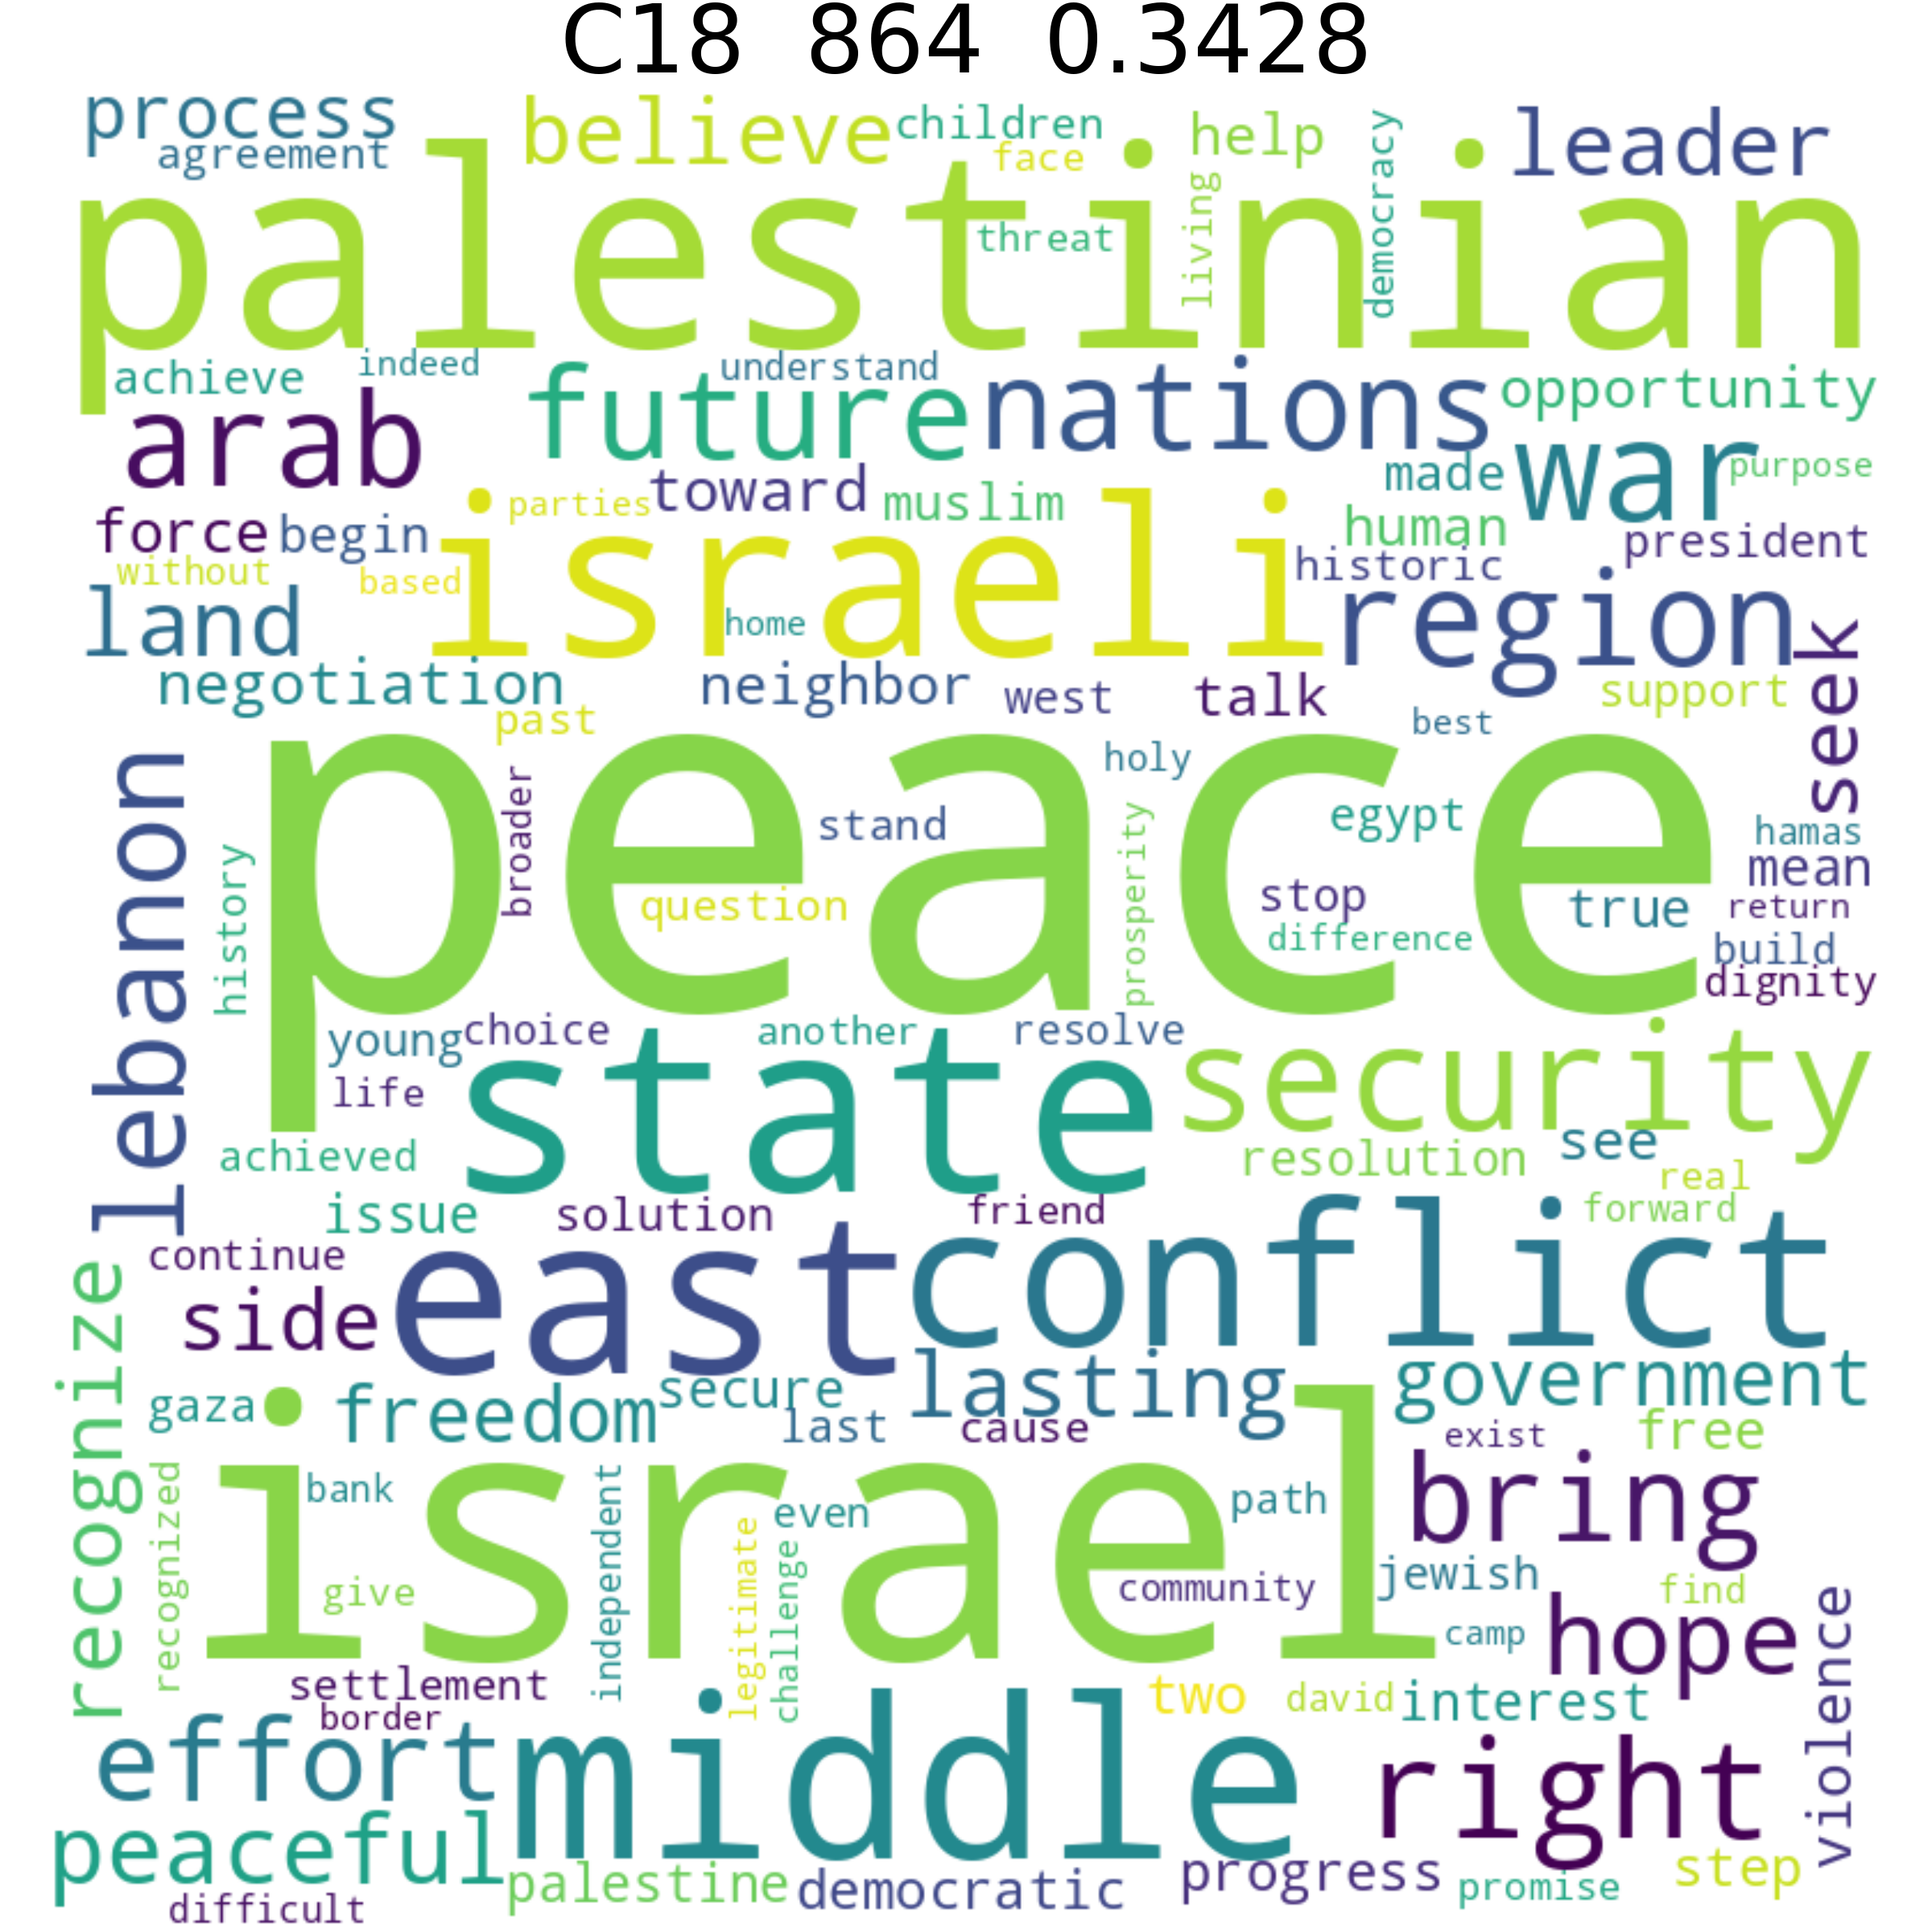 C18 864 0.3428
process
believe
children
help
democracy
leader
agreement
face
living
palestinian
threat
achieve
indeed
understand
future
nations
opportunity
arab
war
made
purpose
toward
parties
muslim
human
force
begin
president
israeli
historic
without
based
land
home
region
seek
negotiation
neighbor
west
talk
support
past
best
peace
holy
lebanon
broader
stand
prosperity
egypt
hamas
mean
history
question
stop
true
return
difference
build
dignity
young
choice
another
resolve
state
security
life
achieved
resolution
see
real
issue
solution
friend
forward
continue
east
conflict
recognize
side
lasting
government
gaza
freedom
secure
last
cause
exist
free
israel
bring
recognized
bank
independent
even
path
legitimate
challenge
give
community
jewish
find
violence
camp
hope
settlement
two
david
interest
border
effort
middle
right
peaceful
palestine
democratic
progress
promise
step
difficult